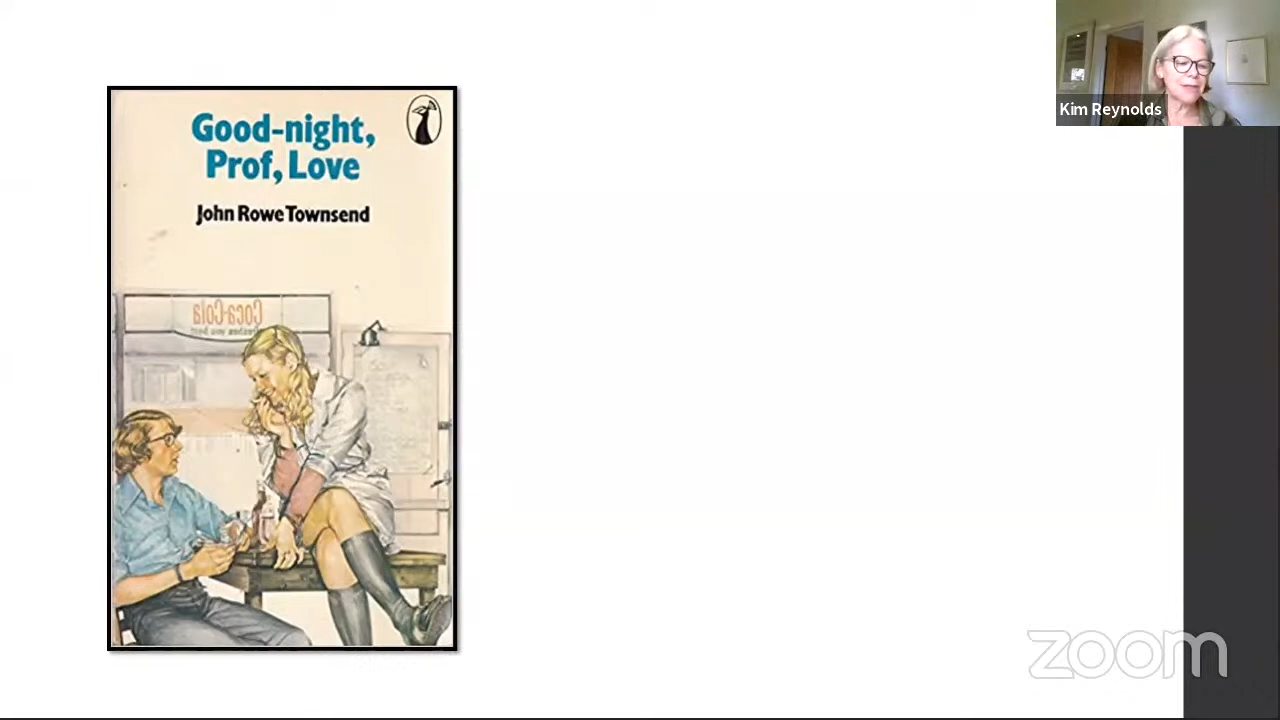 Good-night,
Prof, Love
John Rowe Townsend
Coca-Cola
Kim Reynolds
zoom